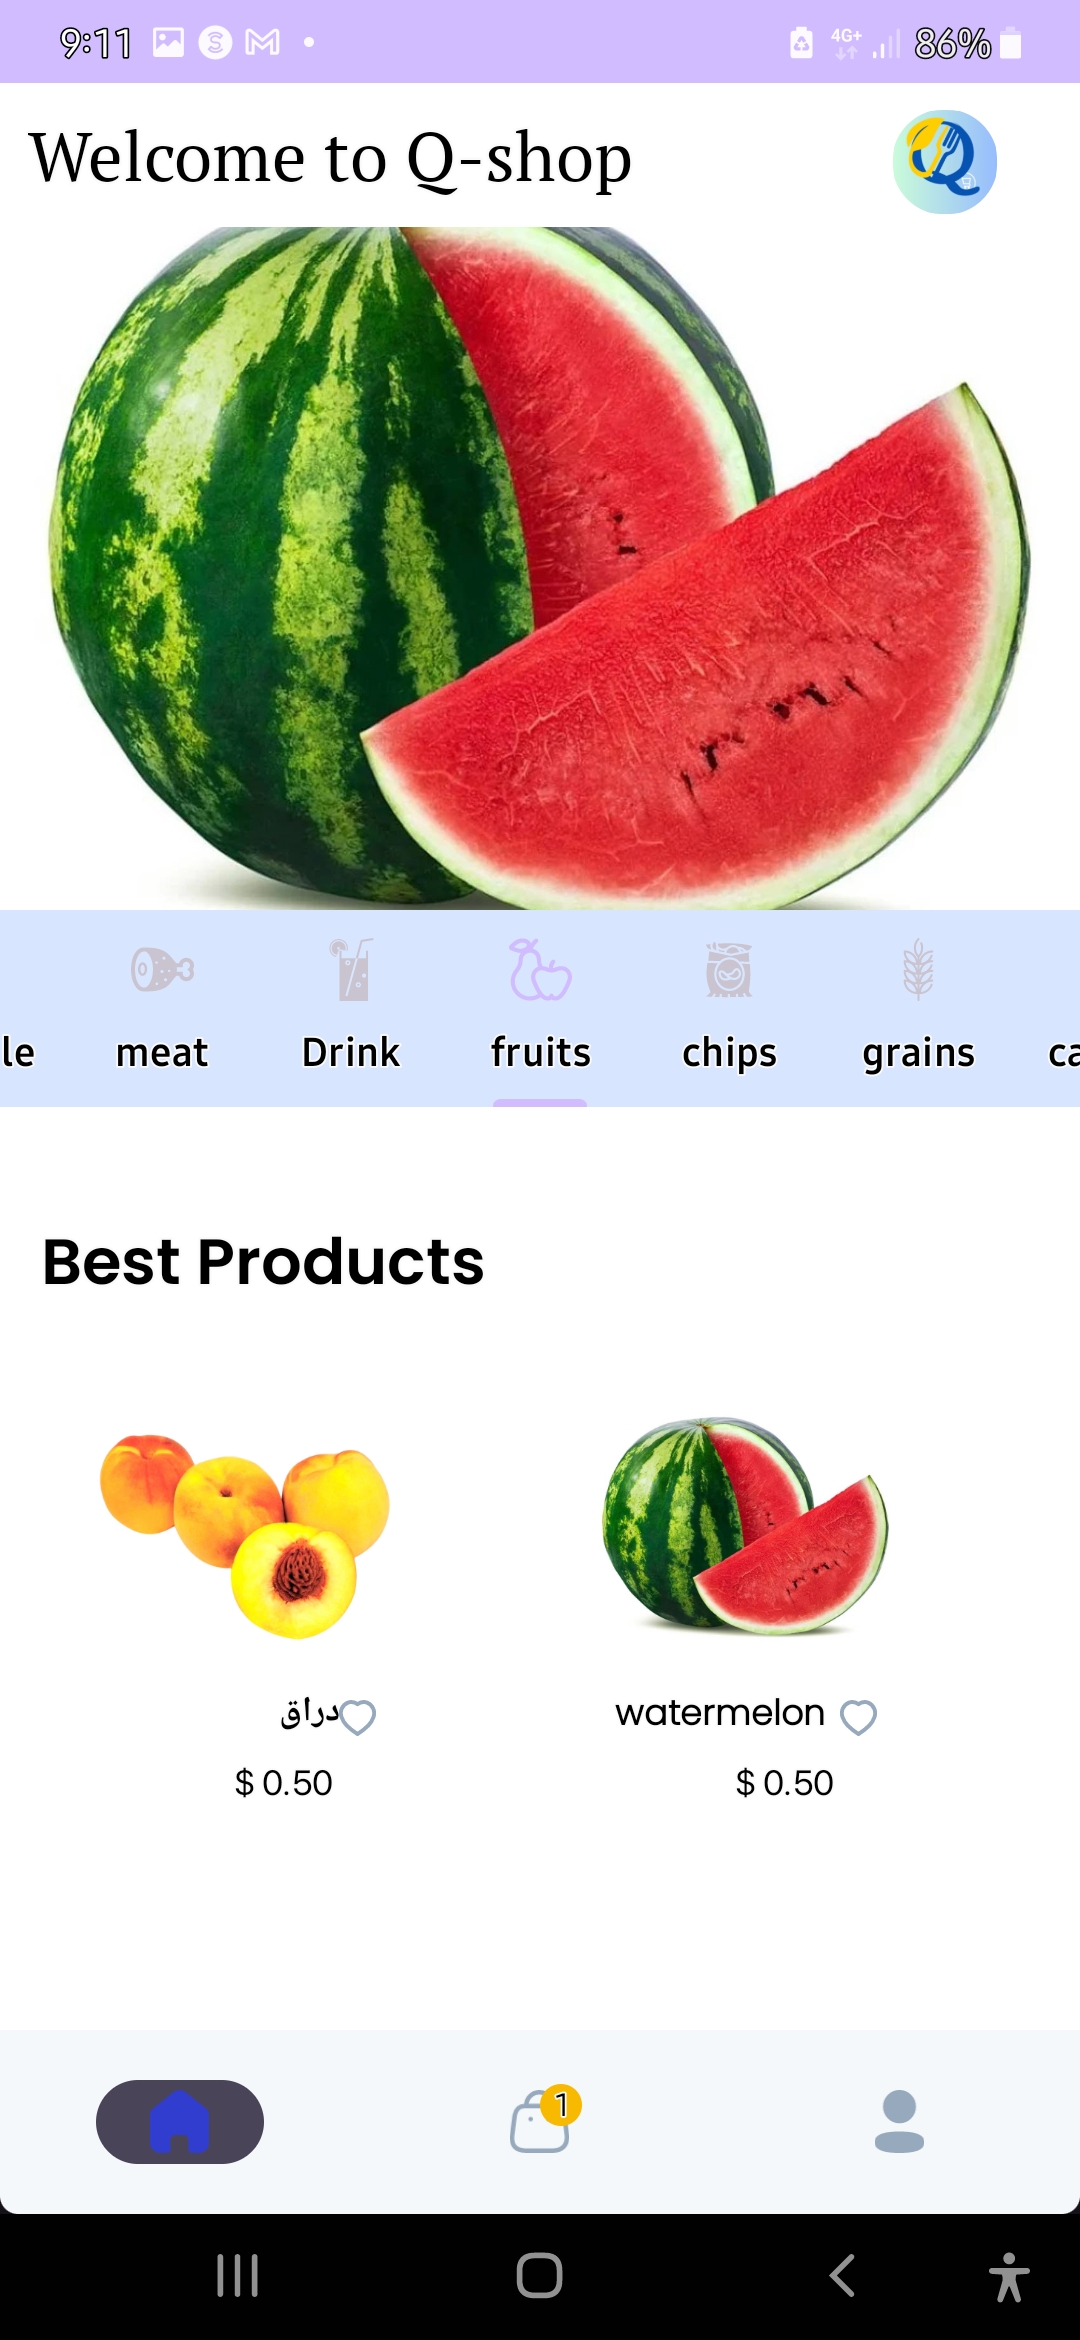 9:11 4G+ 86%
Welcome to Q-shop
le meat Drink fruits chips grains ca
Best Products
دراق watermelon
$ 0.50 $ 0.50
1